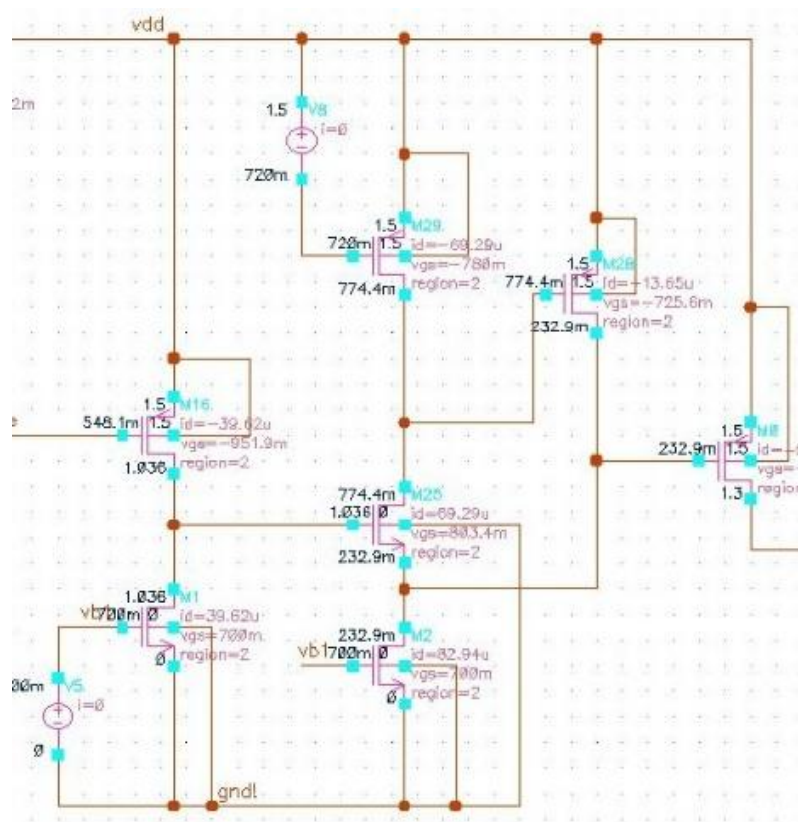 vdd
2m
1.5 V8
i=0
720m
1.5 M29
720m 1.5 id=-69.29u
vgs=-780m
774.4m region=2
1.5 M28
774.4m 1.5 id=-13.65u
vgs=-725.6m
232.9m region=2
1.5 M16
548.1m 1.5 id=-39.62u
vgs=-951.9m
1.036 region=2
1.5 M0
232.9m 1.5 id=-
vgs=-
1.3 region
774.4m M25
1.036 0 id=69.29u
vgs=803.4m
232.9m region=2
1.036 M1
700m 0 id=39.62u
vgs=700m
0 region=2
232.9m M2
vb1 700m 0 id=82.94u
vgs=700m
0 region=2
00m V5
i=0
0
gnd!